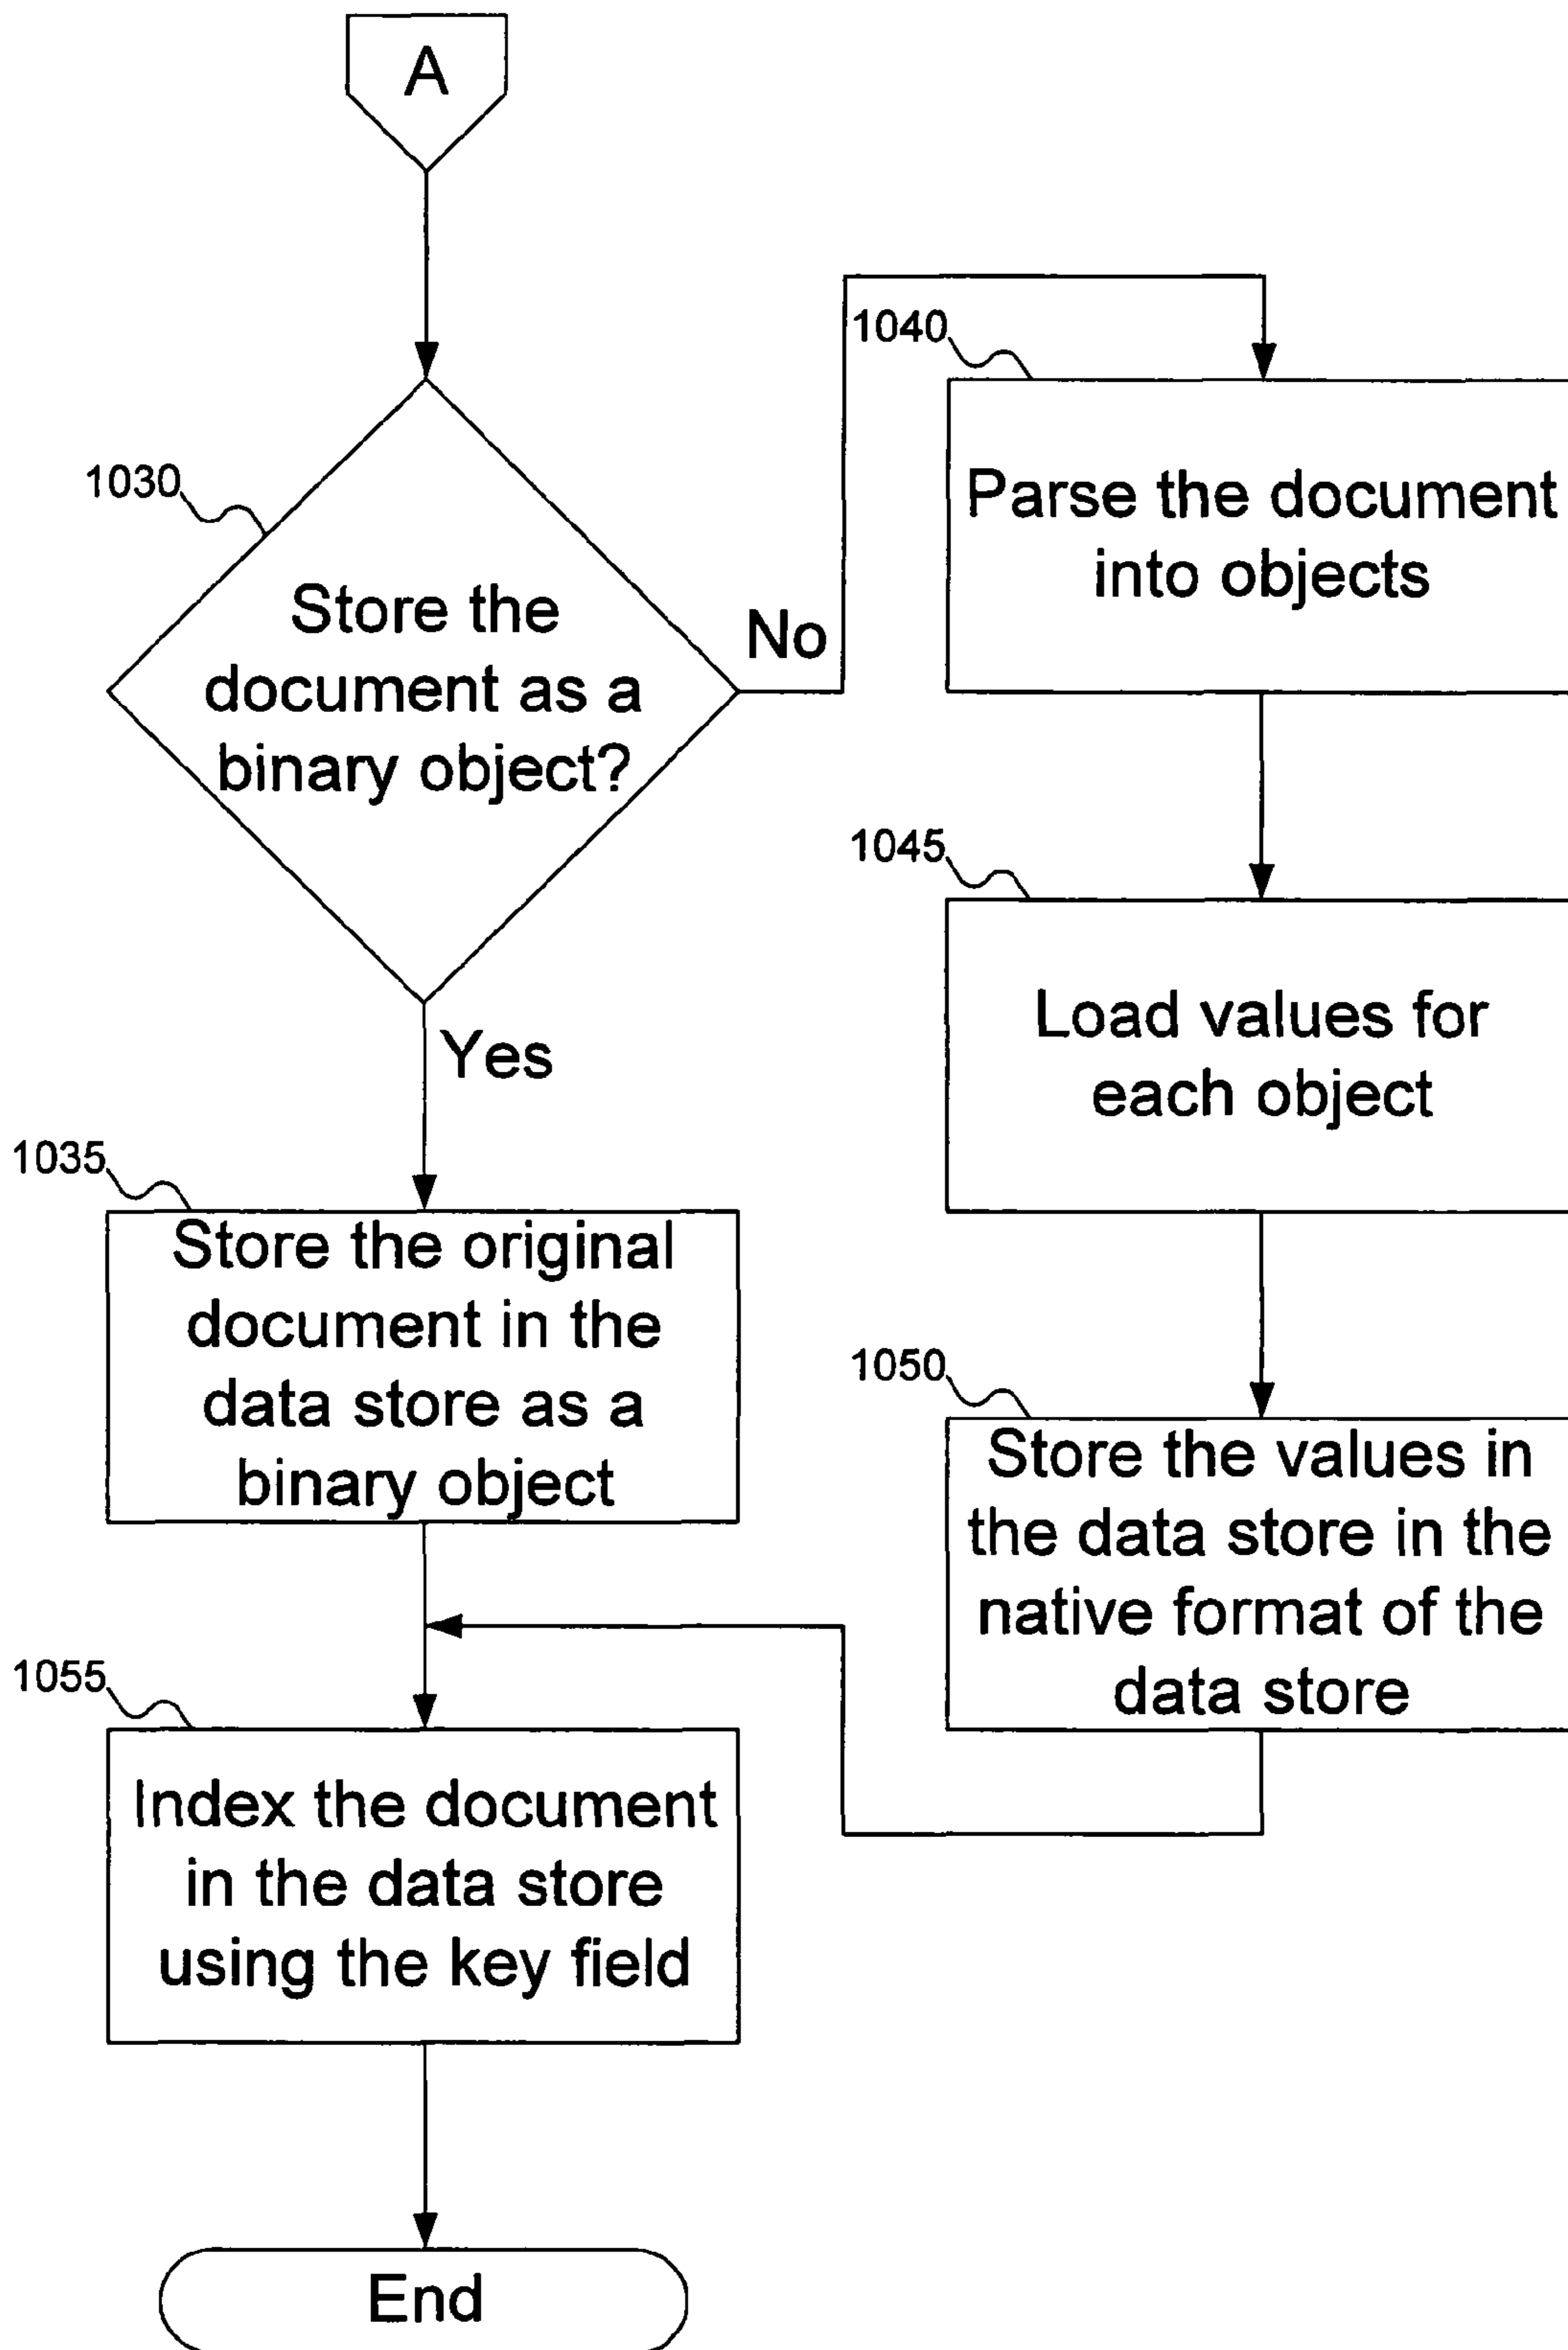 A
1030
Store the
document as a
binary object?
No
Yes
1040
Parse the document
into objects
1045
Load values for
each object
1035
Store the original
document in the
data store as a
binary object
1050
Store the values in
the data store in the
native format of the
data store
1055
Index the document
in the data store
using the key field
End